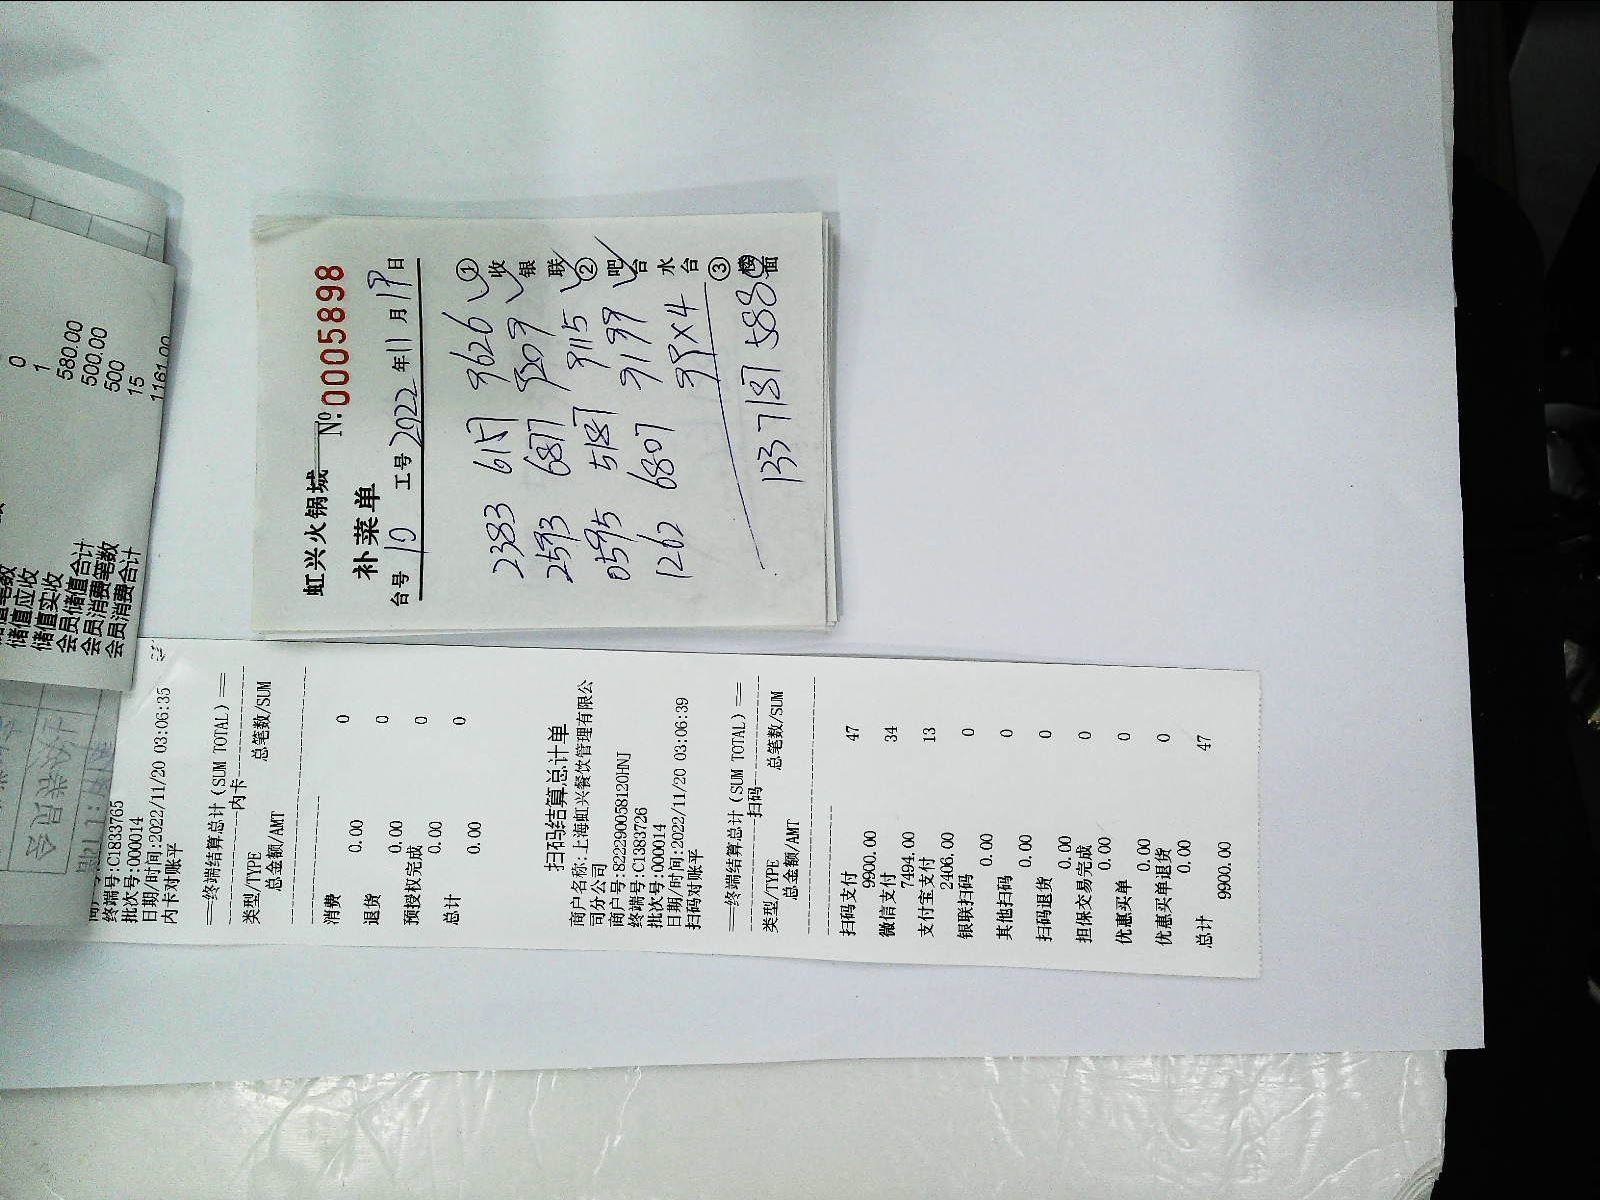 0
1
580.00
500.00
500
15
1161.00
储值应收
储值实收
会员储值合计
会员消费笔数
会员消费合计
虹兴火锅城 №:0005898
补菜单
台号 10 工号 2022 年 11 月 19 日
2383 6157 9626
2593 6877 9209
0595 5187 9115
1262 6807 9199
99×4
133 7187 5880
①收银联 ②吧台水台 ③楼面
终端号:C1833765
批次号:000014
日期/时间:2022/11/20 03:06:35
内卡对账平
==终端结算总计(SUM TOTAL)==
内卡
类型/TYPE 总笔数/SUM
总金额/AMT
消费 0
0.00
退货 0
0.00
预授权完成 0
0.00
总计 0
0.00
扫码结算总计单
商户名称:上海虹兴餐饮管理有限公
司分公司
商户号:822290058120HNJ
终端号:C1383726
批次号:000014
日期/时间:2022/11/20 03:06:39
扫码对账平
==终端结算总计(SUM TOTAL)==
扫码
类型/TYPE 总笔数/SUM
总金额/AMT
扫码支付 47
9900.00
微信支付 34
7494.00
支付宝支付 13
2406.00
银联扫码 0
0.00
其他扫码 0
0.00
扫码退货 0
0.00
担保交易完成 0
0.00
优惠买单 0
0.00
优惠买单退货 0
0.00
总计 47
9900.00